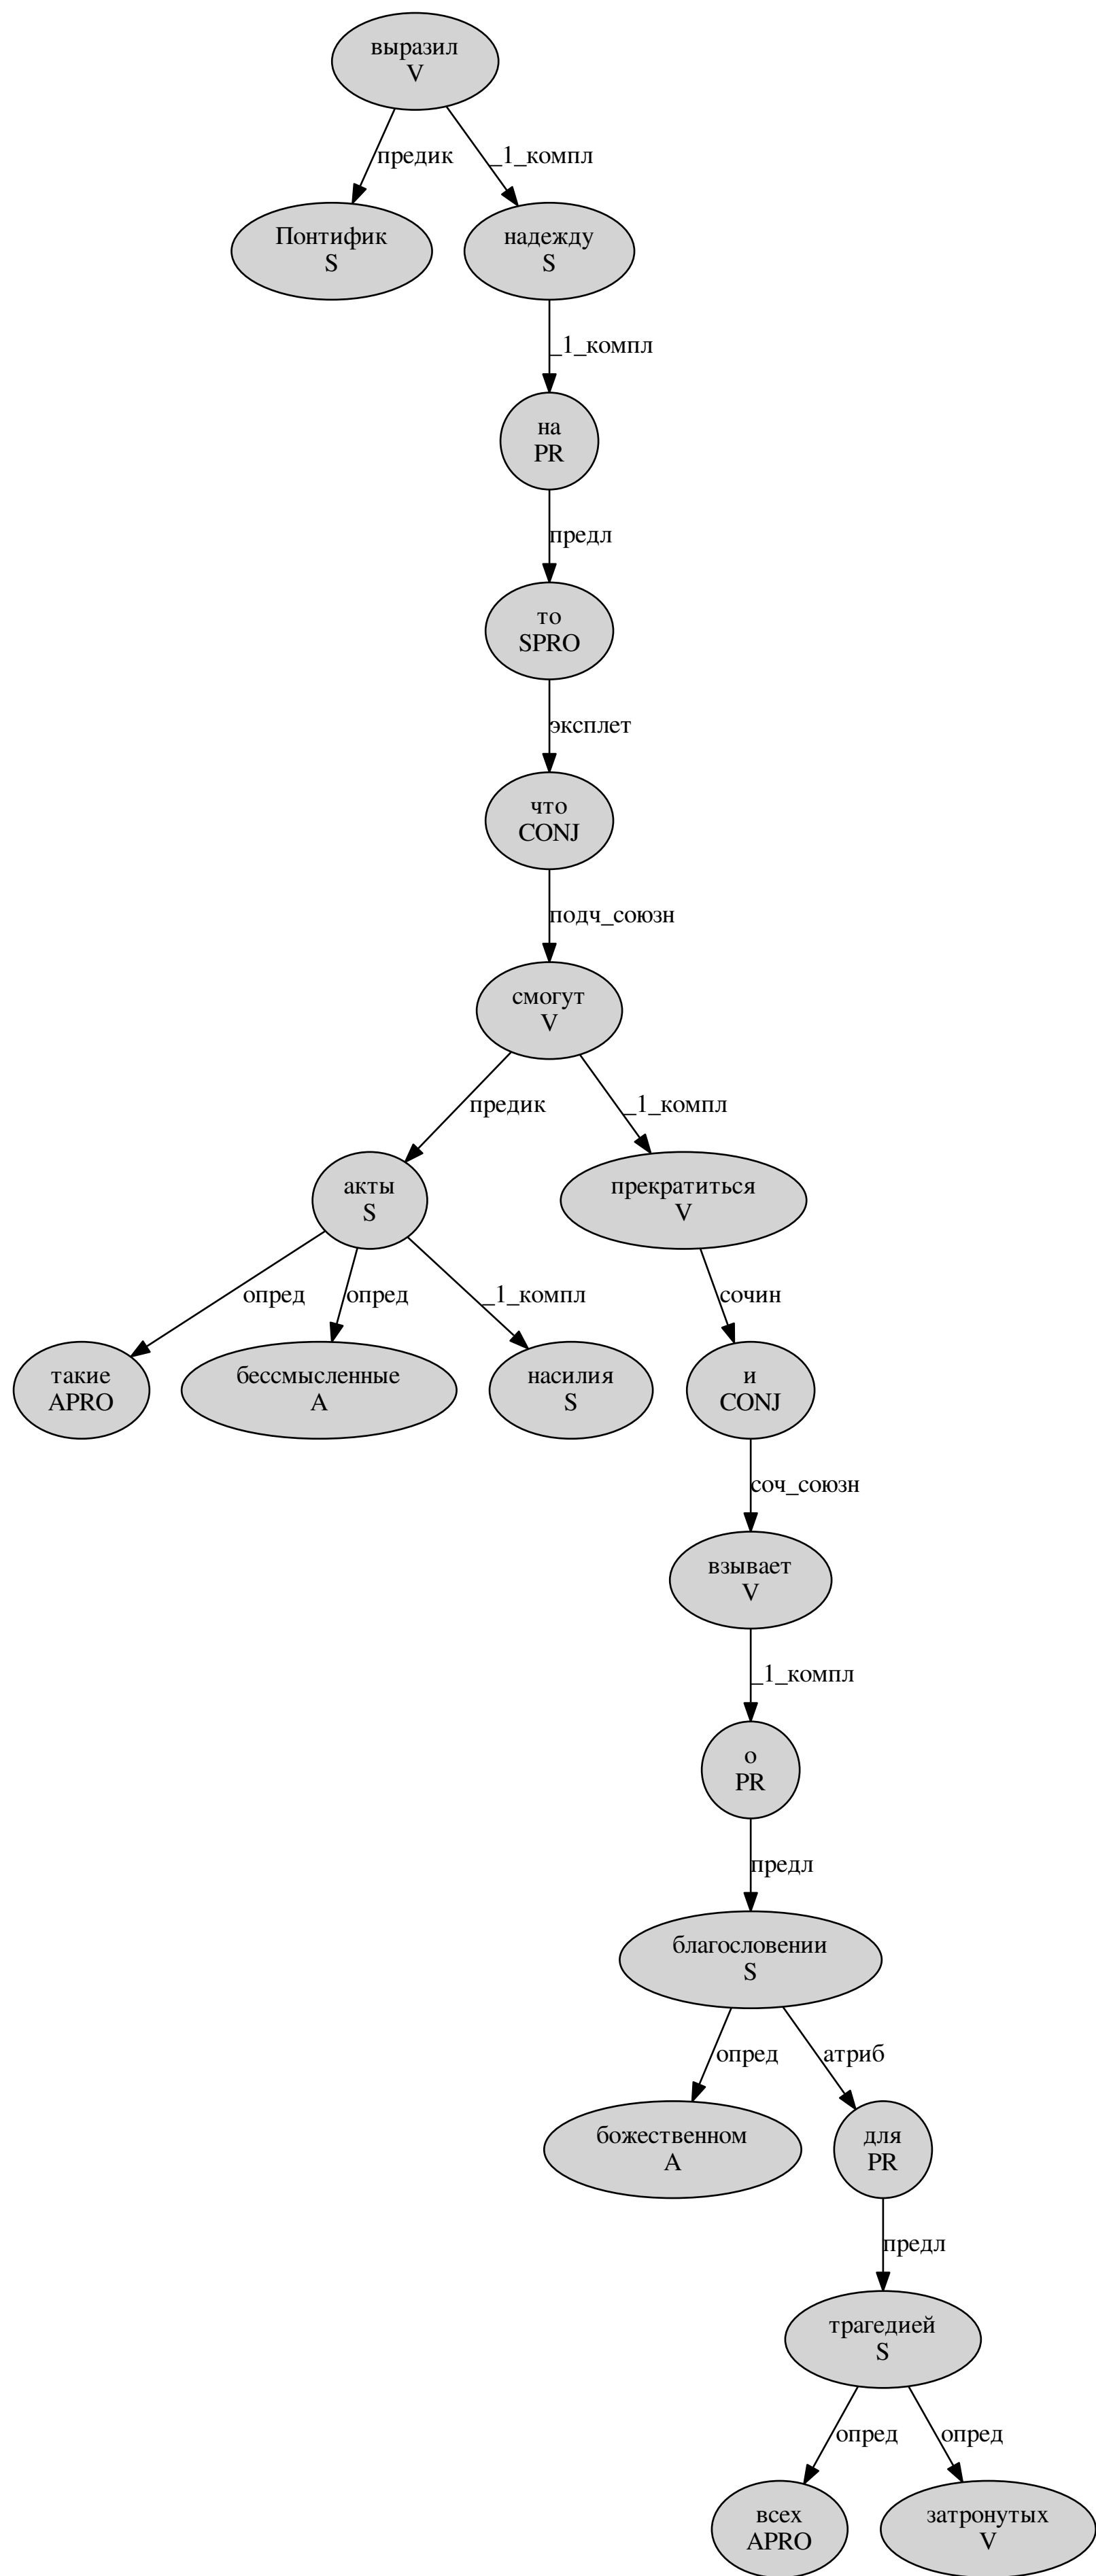 выразил
V
предик
_1_компл
Понтифик
S
надежду
S
_1_компл
на
PR
предл
то
SPRO
эксплет
что
CONJ
подч_союзн
смогут
V
предик
_1_компл
акты
S
прекратиться
V
опред
опред
_1_компл
сочин
такие
APRO
бессмысленные
A
насилия
S
и
CONJ
соч_союзн
взывает
V
_1_компл
о
PR
предл
благословении
S
опред
атриб
божественном
A
для
PR
предл
трагедией
S
опред
опред
всех
APRO
затронутых
V